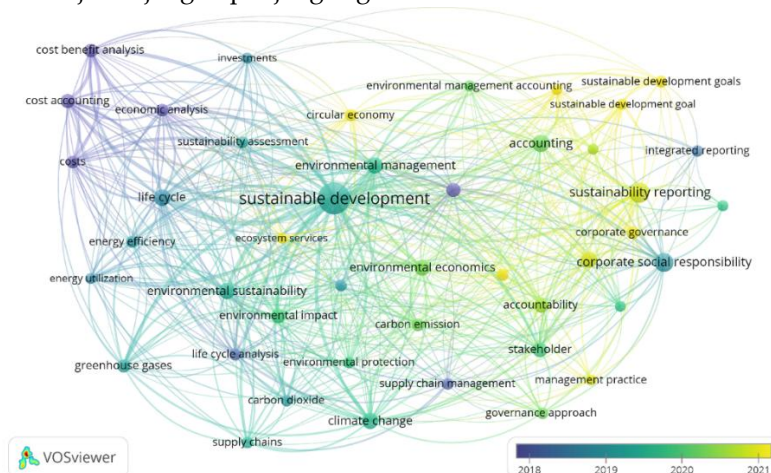 cost benefit analysis
investments
environmental management accounting
sustainable development goals
cost accounting
economic analysis
circular economy
sustainable development goal
sustainability assessment
accounting
integrated reporting
costs
environmental management
life cycle
sustainable development
sustainability reporting
energy efficiency
ecosystem services
corporate governance
energy utilization
environmental economics
corporate social responsibility
environmental sustainability
accountability
environmental impact
carbon emission
life cycle analysis
environmental protection
stakeholder
greenhouse gases
supply chain management
management practice
carbon dioxide
climate change
governance approach
supply chains
VOSviewer
2018 2019 2020 2021